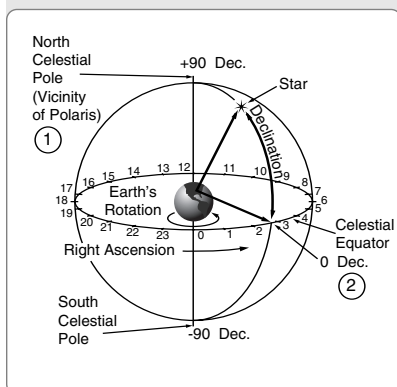 North
Celestial
Pole
(Vicinity
of Polaris)
1
+90 Dec.
Star
Declination
12
13
14
15
16
17
18
19
20
21
22
23
0
1
2
3
4
5
6
7
8
9
10
11
Earth's
Rotation
Right Ascension
Celestial
Equator
0 Dec.
2
South
Celestial
Pole
-90 Dec.